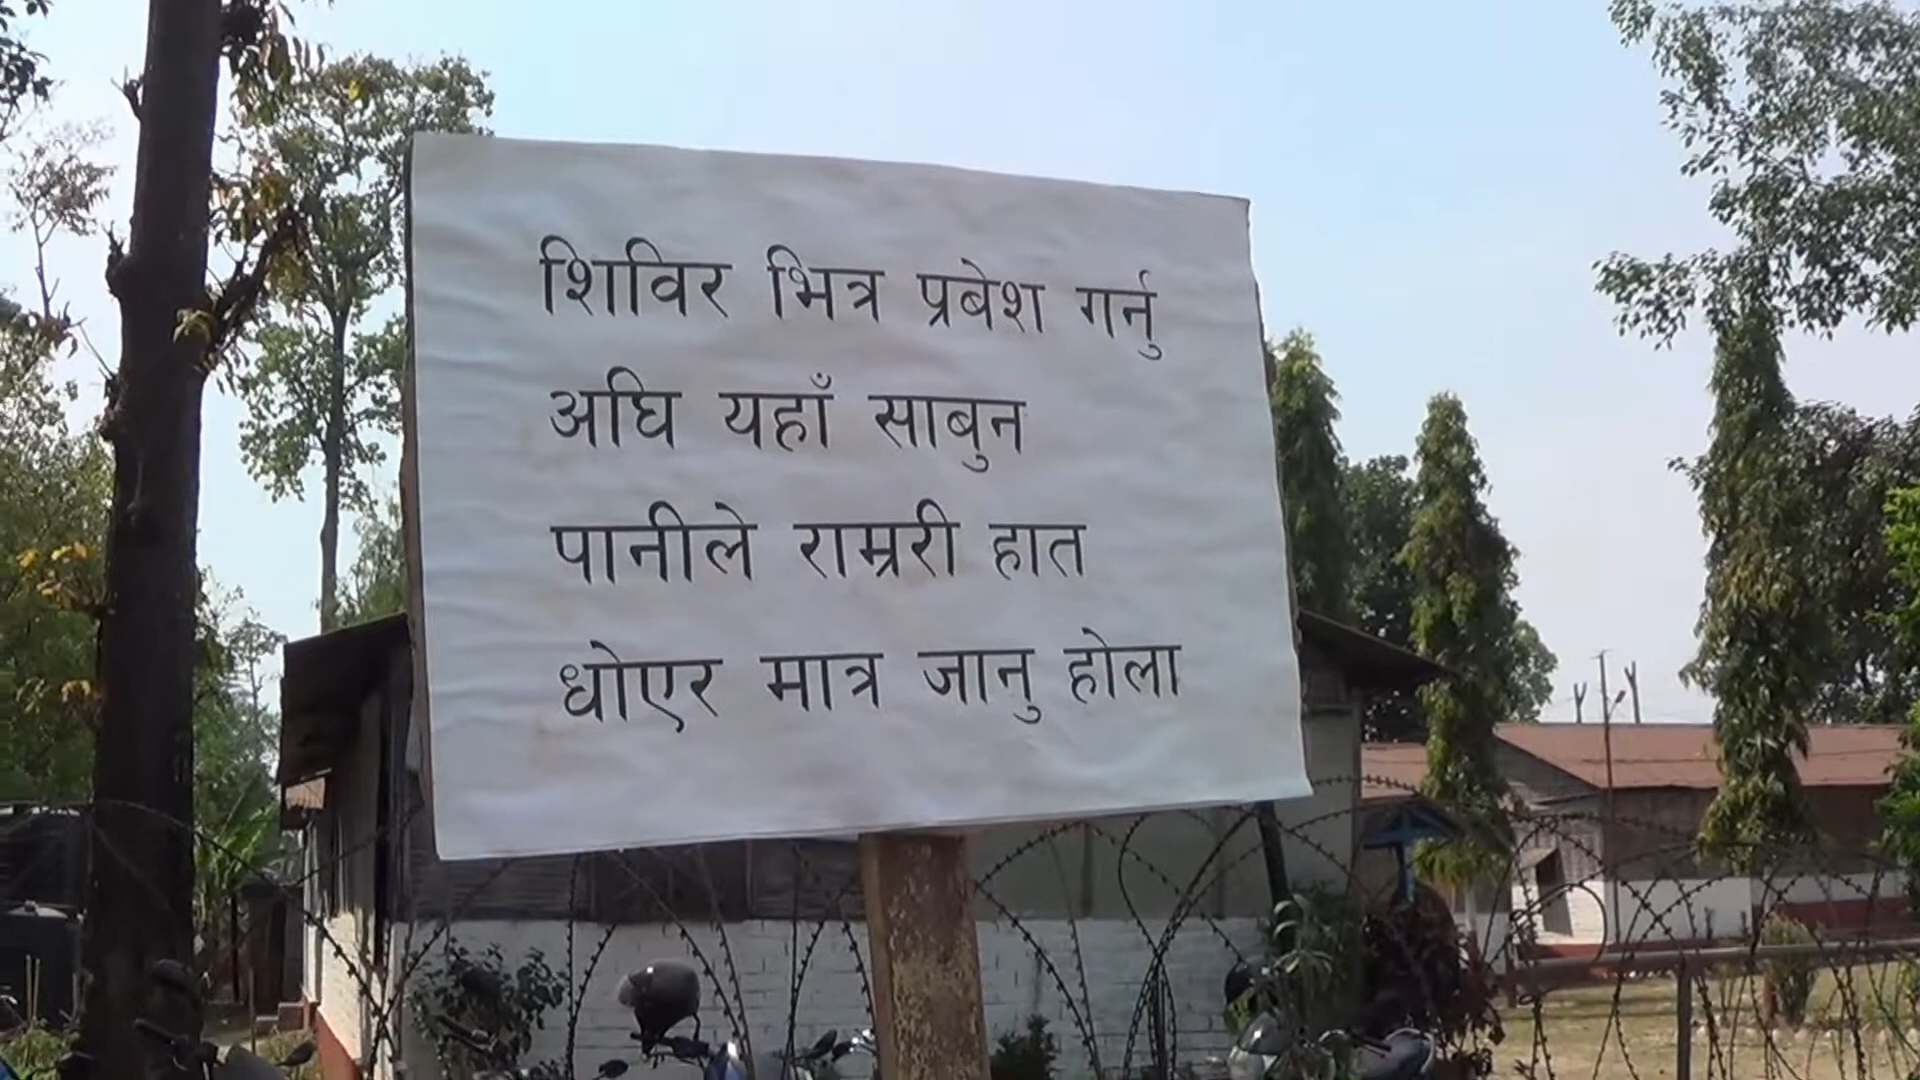 शिविर भित्र प्रबेश गर्नु
अघि यहाँ साबुन
पानीले राम्ररी हात
धोएर मात्र जानु होला